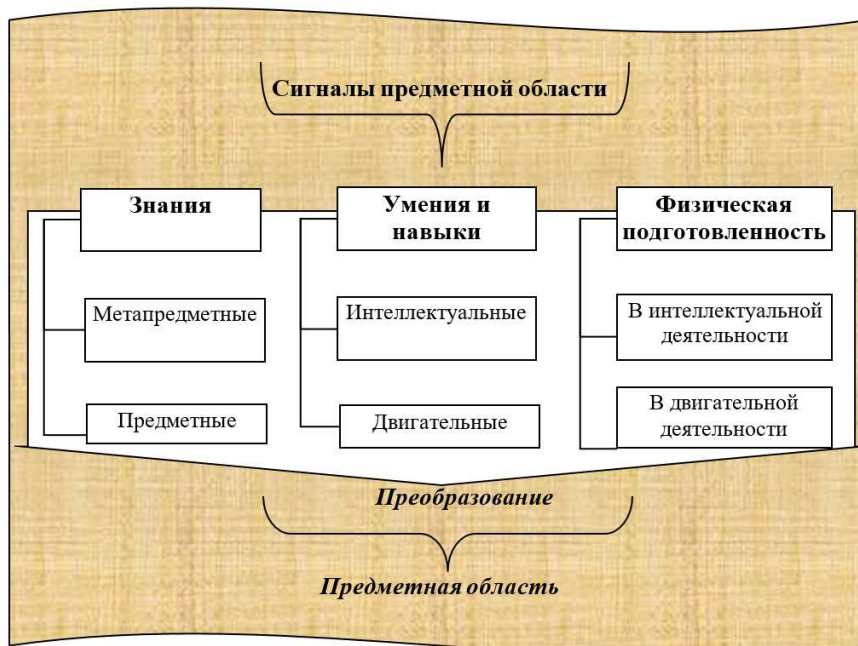 Сигналы предметной области
Знания
Умения и
навыки
Физическая
подготовленность
Метапредметные
Интеллектуальные
В интеллектуальной
деятельности
Предметные
Двигательные
В двигательной
деятельности
Преобразование
Предметная область